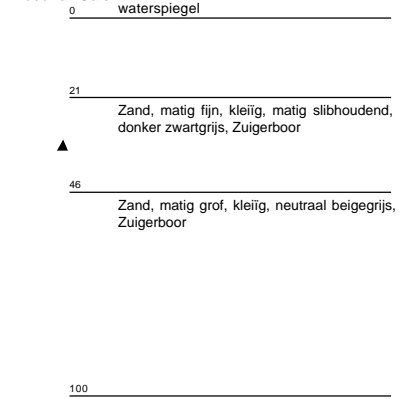 0
waterspiegel
21
Zand, matig fijn, kleiïg, matig slibhoudend,
donker zwartgrijs, Zuigerboor
46
Zand, matig grof, kleiïg, neutraal beigegrijs,
Zuigerboor
100